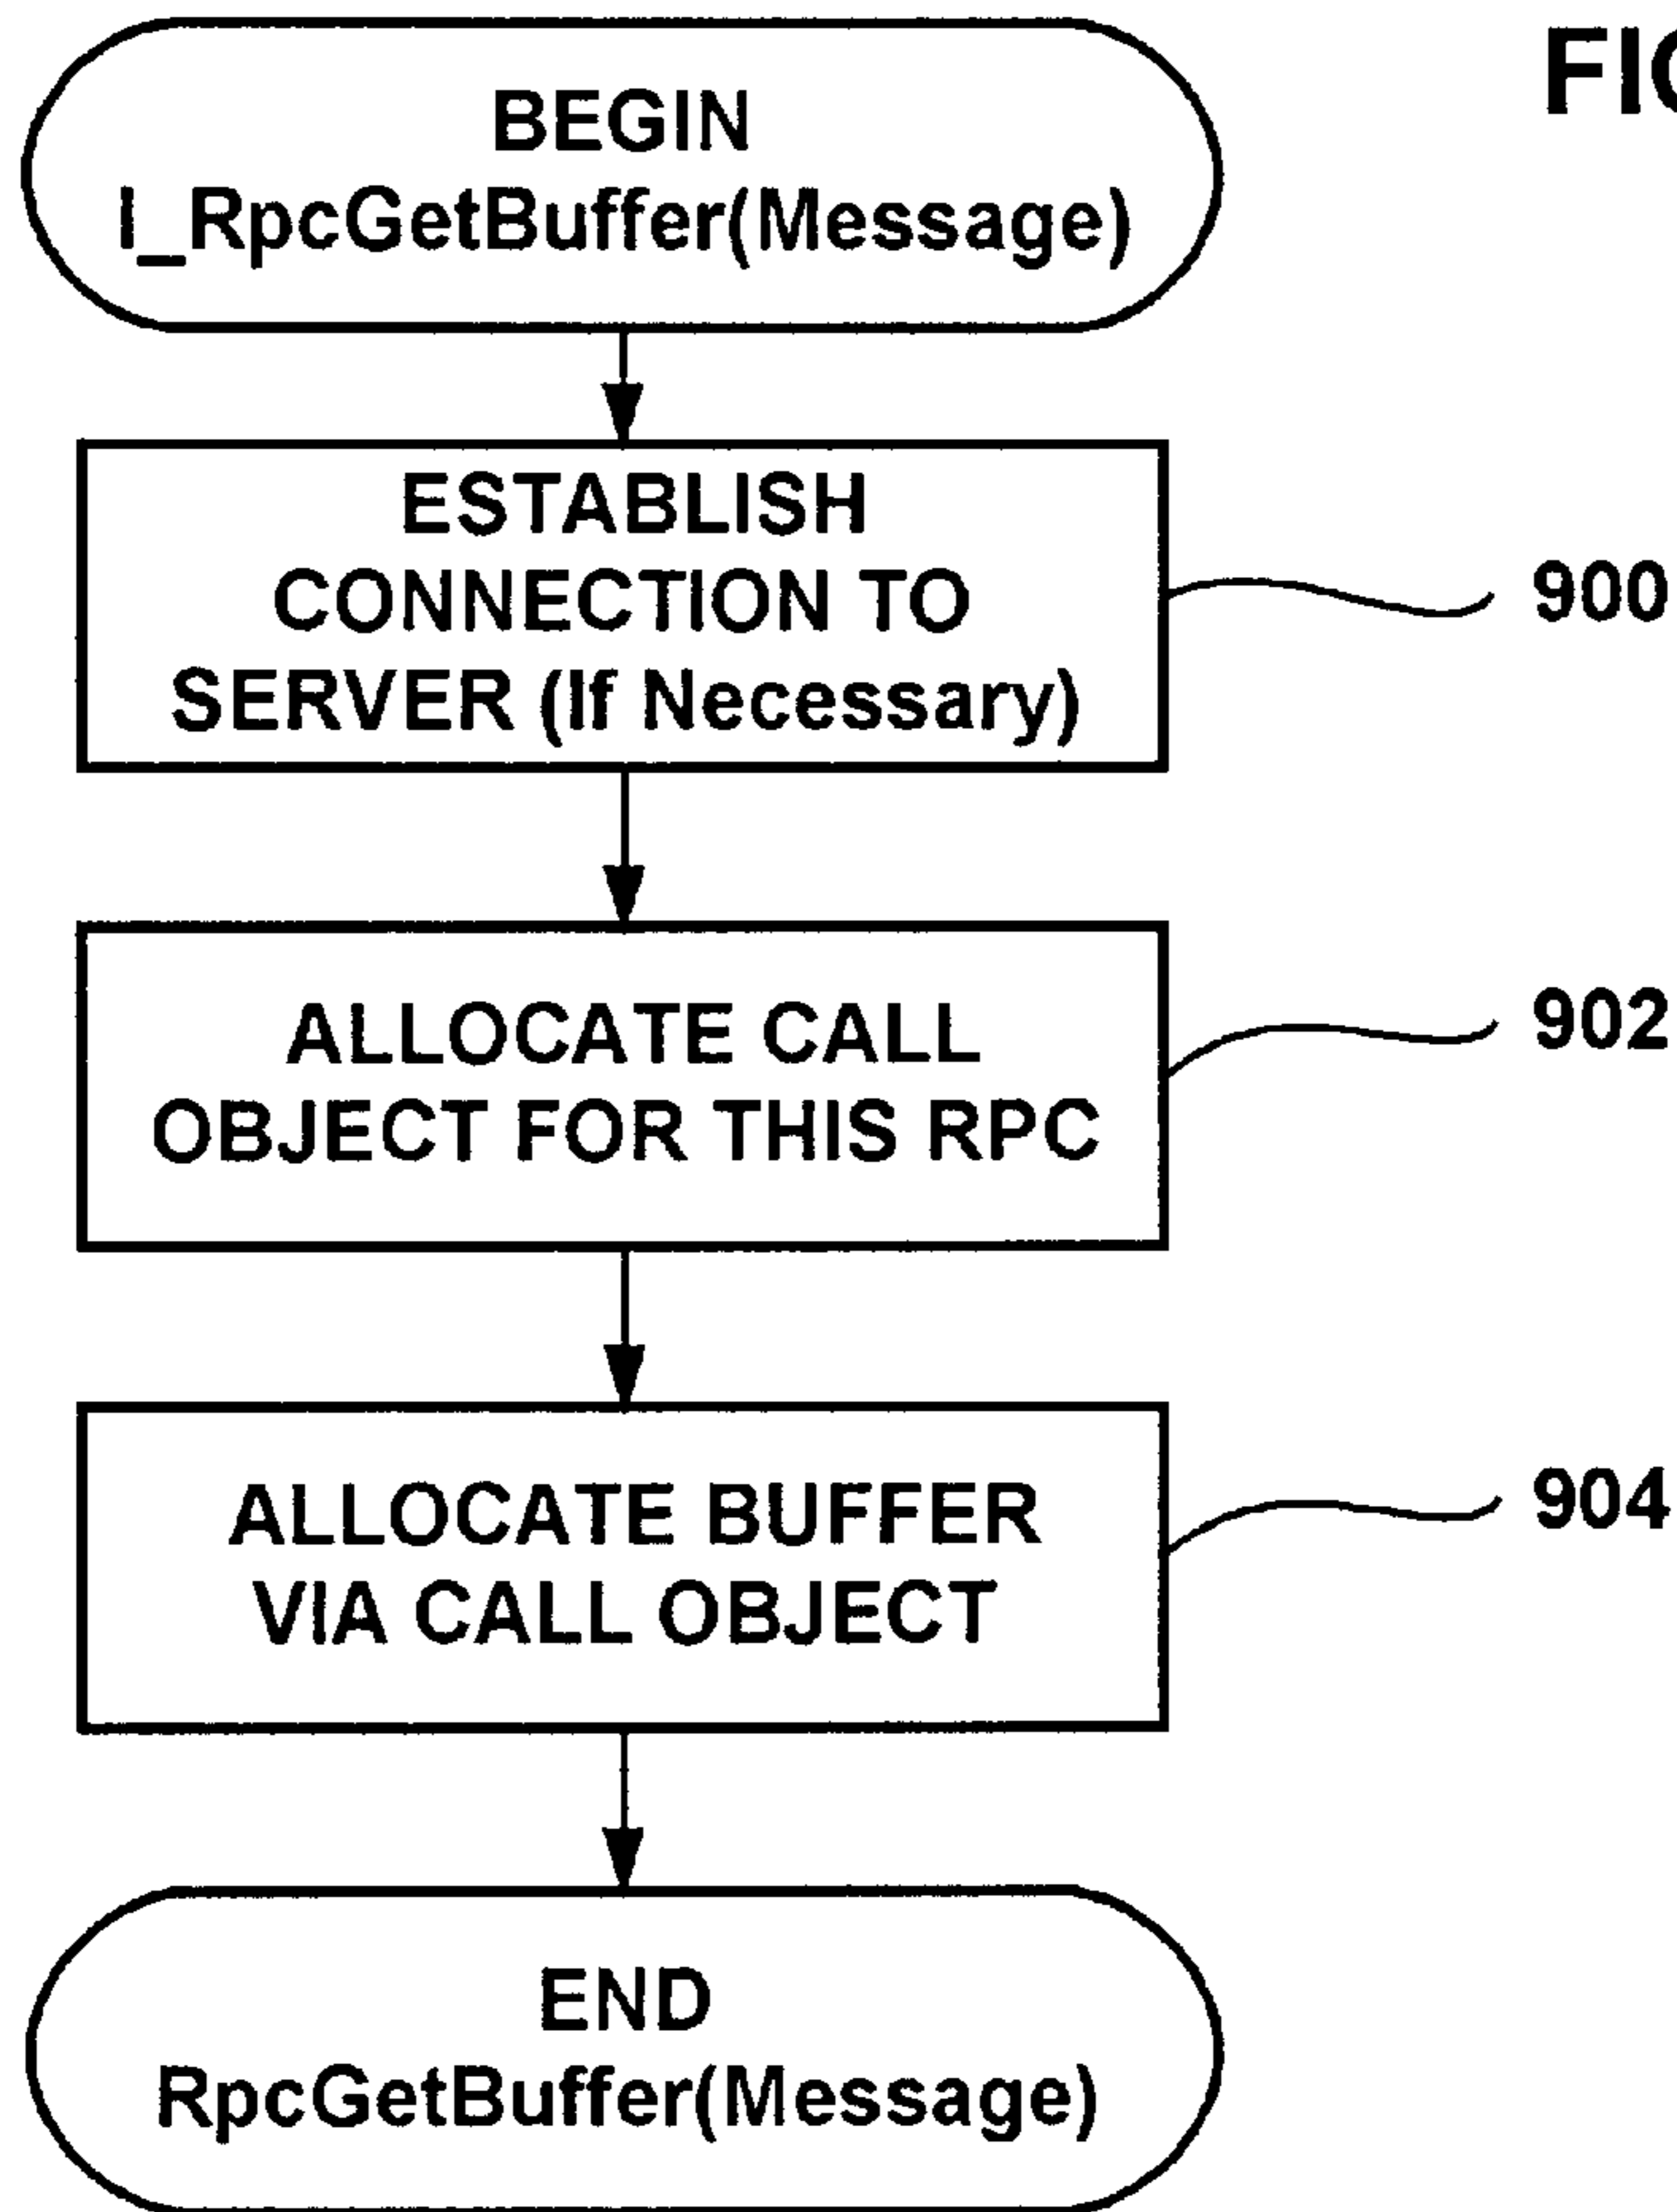 BEGIN
I_RpcGetBuffer(Message)
ESTABLISH
CONNECTION TO
SERVER (If Necessary)
900
ALLOCATE CALL
OBJECT FOR THIS RPC
902
ALLOCATE BUFFER
VIA CALL OBJECT
904
END
RpcGetBuffer(Message)